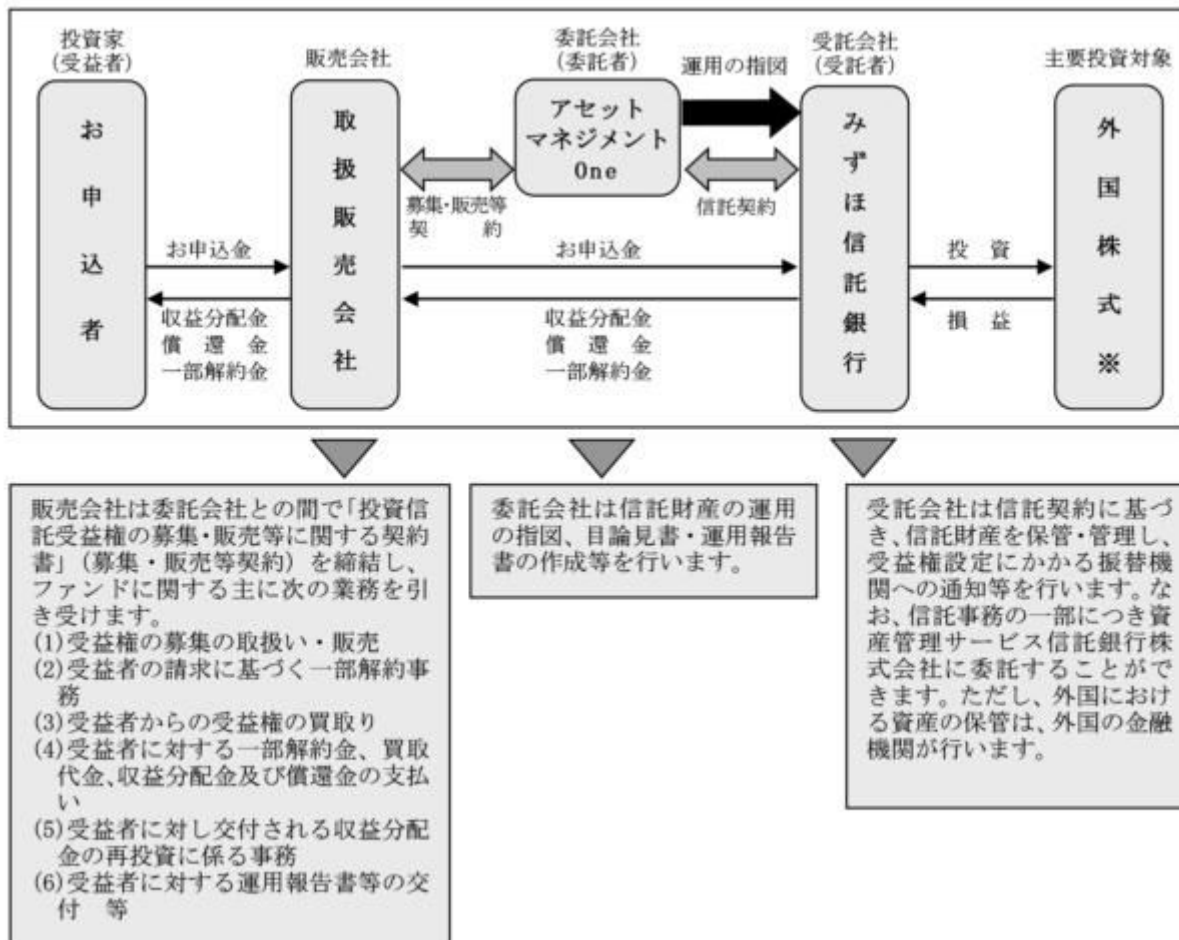 投資家
(受益者)
販売会社
委託会社
(委託者)
運用の指図
受託会社
(受託者)
主要投資対象
お申込者
取扱販売会社
アセット
マネジメント
One
みずほ信託銀行
外国株式※
募集・販売等
契　　　約
信託契約
お申込金
収益分配金
償　還　金
一部解約金
お申込金
収益分配金
償　還　金
一部解約金
投　資
損　益
販売会社は委託会社との間で「投資信
託受益権の募集・販売等に関する契約
書」（募集・販売等契約）を締結し、
ファンドに関する主に次の業務を引
き受けます。
(1)受益権の募集の取扱い・販売
(2)受益者の請求に基づく一部解約事
務
(3)受益者からの受益権の買取り
(4)受益者に対する一部解約金、買取
代金、収益分配金及び償還金の支払
い
(5)受益者に対し交付される収益分配
金の再投資に係る事務
(6)受益者に対する運用報告書等の交
付　等
委託会社は信託財産の運用
の指図、目論見書・運用報告
書の作成等を行います。
受託会社は信託契約に基づ
き、信託財産を保管・管理し、
受益権設定にかかる振替機
関への通知等を行います。な
お、信託事務の一部につき資
産管理サービス信託銀行株
式会社に委託することがで
きます。ただし、外国におけ
る資産の保管は、外国の金融
機関が行います。